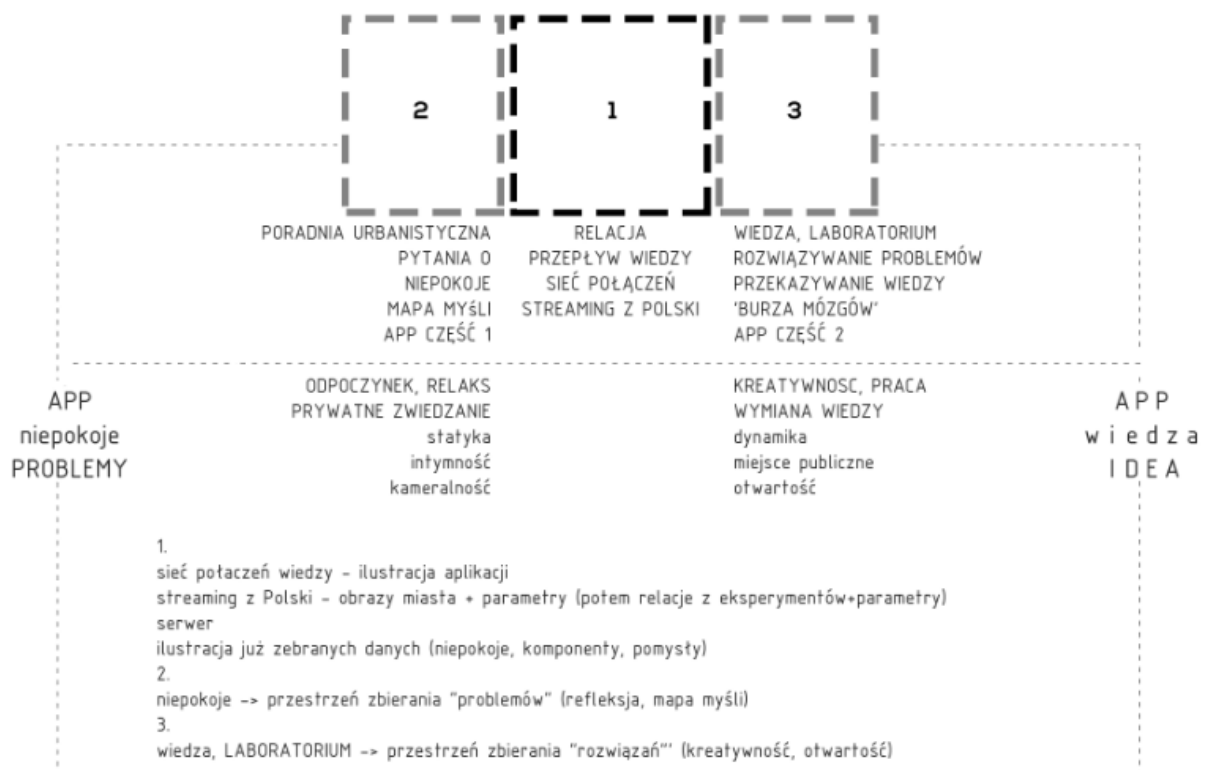 2
1
3
PORADNIA URBANISTYCZNA
PYTANIA O
NIEPOKOJE
MAPA MYŚLI
APP CZĘŚĆ 1
RELACJA
PRZEPŁYW WIEDZY
SIEĆ POŁĄCZEŃ
STREAMING Z POLSKI
WIEDZA, LABORATORIUM
ROZWIĄZYWANIE PROBLEMÓW
PRZEKAZYWANIE WIEDZY
'BURZA MÓZGÓW'
APP CZĘŚĆ 2
APP
niepokoje
PROBLEMY
ODPOCZYNEK, RELAKS
PRYWATNE ZWIEDZANIE
statyka
intymność
kameralność
KREATYWNOSC, PRACA
WYMIANA WIEDZY
dynamika
miejsce publiczne
otwartość
APP
wiedza
IDEA
1.
sieć połaczeń wiedzy - ilustracja aplikacji
streaming z Polski - obrazy miasta + parametry (potem relacje z eksperymentów+parametry)
serwer
ilustracja już zebranych danych (niepokoje, komponenty, pomysły)
2.
niepokoje -> przestrzeń zbierania "problemów" (refleksja, mapa myśli)
3.
wiedza, LABORATORIUM -> przestrzeń zbierania "rozwiązań"' (kreatywność, otwartość)